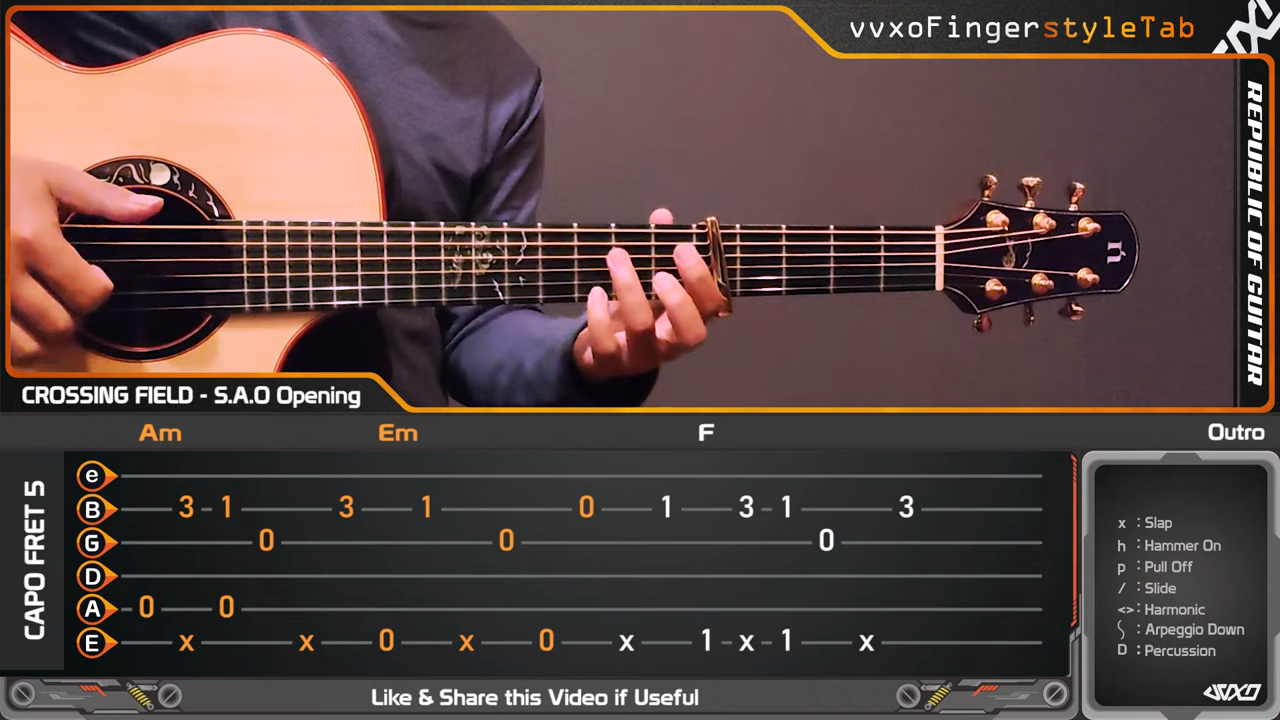 vvxoFingerstyleTab
REPUBLIC OF GUITAR
CROSSING FIELD - S.A.O Opening
Am Em F Outro
CAPO FRET 5
e
B 3 1 3 1 0 1 3 1 3
G 0 0 0
D
A 0 0
E x x 0 x 0 x 1 x 1 x
x : Slap
h : Hammer On
p : Pull Off
/ : Slide
<> : Harmonic
: Arpeggio Down
D : Percussion
Like & Share this Video if Useful